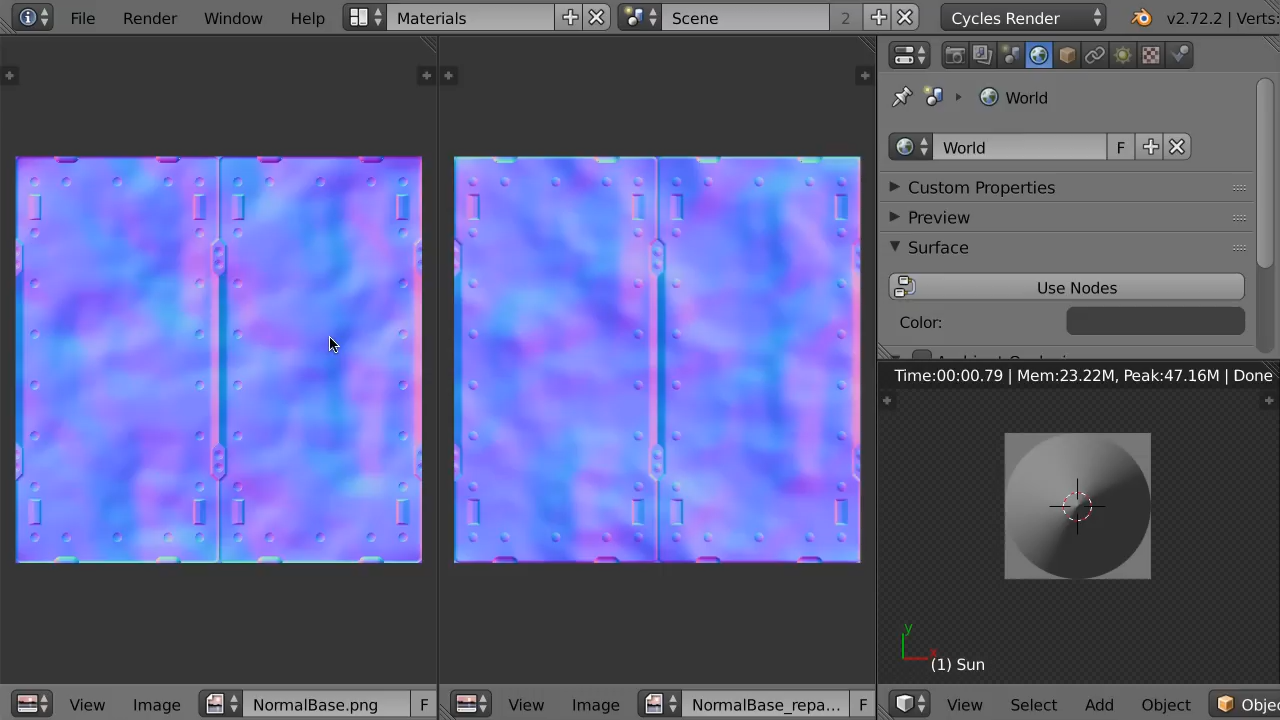 File Render Window Help Materials Scene 2 Cycles Render v2.72.2 | Verts:
World
World F
Custom Properties
Preview
Surface
Use Nodes
Color:
Time:00:00.79 | Mem:23.22M, Peak:47.16M | Done
y
x
(1) Sun
View Image NormalBase.png F View Image NormalBase_repa... F View Select Add Object Objec